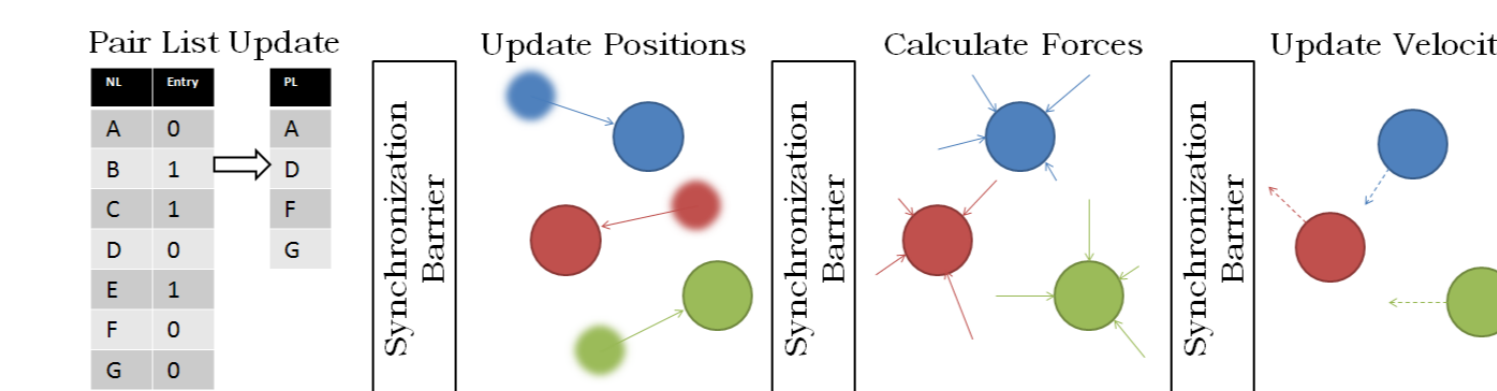 Pair List Update
NL Entry
A 0
B 1
C 1
D 0
E 1
F 0
G 0
PL
A
D
F
G
Synchronization
Barrier
Update Positions
Synchronization
Barrier
Calculate Forces
Synchronization
Barrier
Update